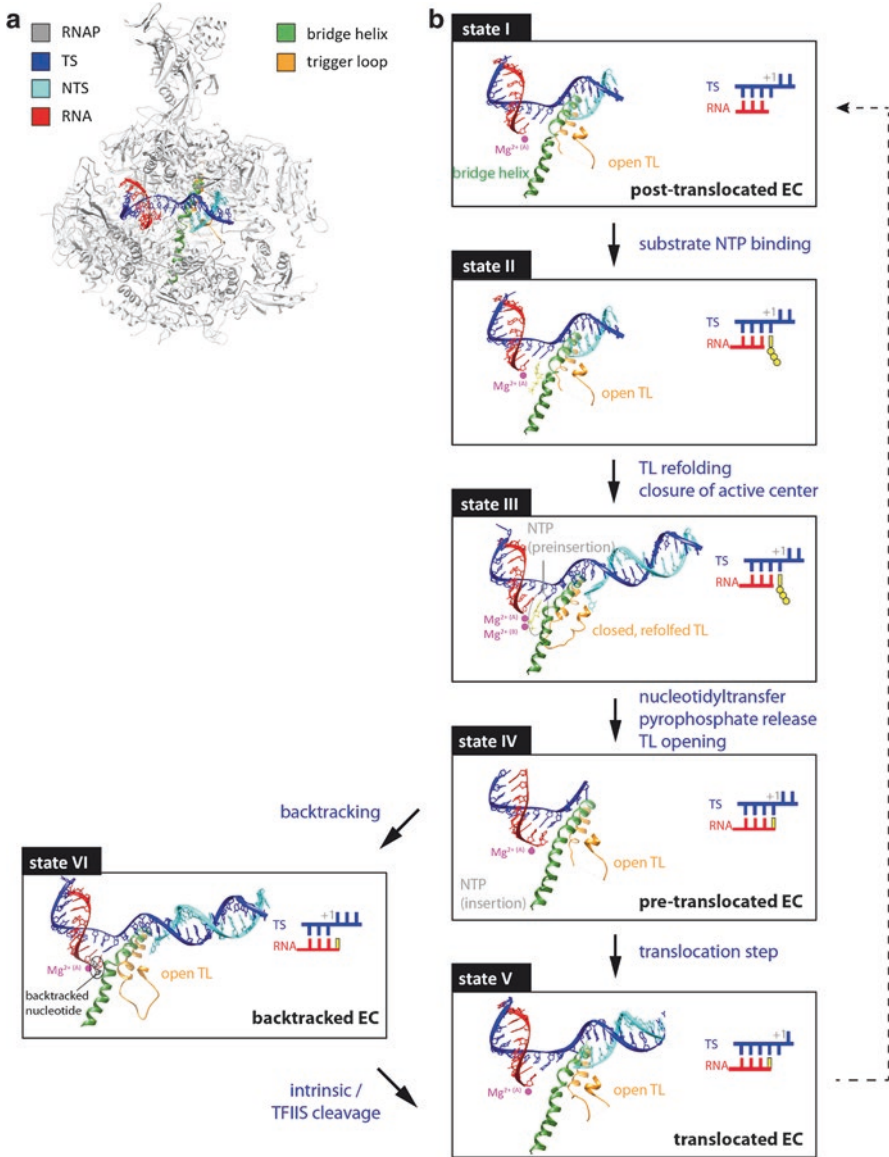 a
RNAP
TS
NTS
RNA
bridge helix
trigger loop
b
state I
Mg2+ (A)
bridge helix
open TL
TS
+1
RNA
post-translocated EC
substrate NTP binding
state II
Mg2+ (A)
open TL
TS
+1
RNA
TL refolding
closure of active center
state III
NTP
(preinsertion)
Mg2+ (A)
Mg2+ (B)
closed, refolfed TL
TS
+1
RNA
nucleotidyltransfer
pyrophosphate release
TL opening
state IV
Mg2+ (A)
open TL
NTP
(insertion)
TS
+1
RNA
pre-translocated EC
backtracking
state VI
Mg2+ (A)
open TL
backtracked
nucleotide
TS
+1
RNA
backtracked EC
translocation step
intrinsic /
TFIIS cleavage
state V
Mg2+ (A)
open TL
TS
+1
RNA
translocated EC